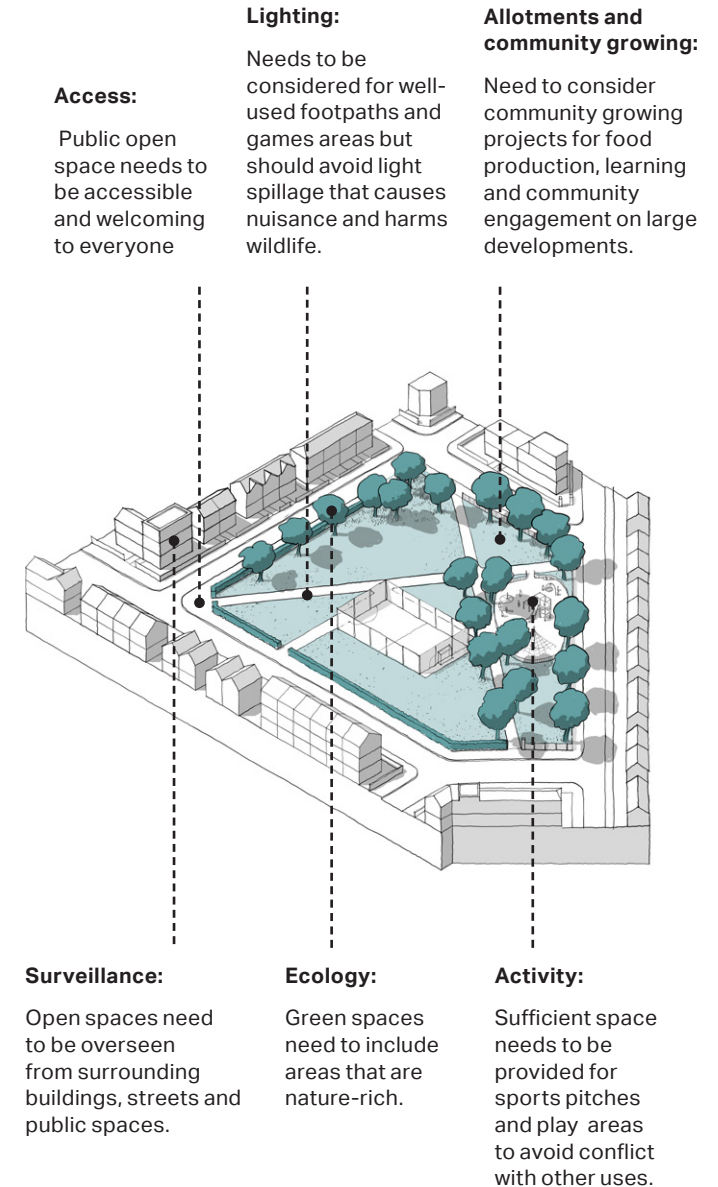 Access:
Public open
space needs to
be accessible
and welcoming
to everyone
Lighting:
Needs to be
considered for well-
used footpaths and
games areas but
should avoid light
spillage that causes
nuisance and harms
wildlife.
Allotments and
community growing:
Need to consider
community growing
projects for food
production, learning
and community
engagement on large
developments.
Surveillance:
Open spaces need
to be overseen
from surrounding
buildings, streets and
public spaces.
Ecology:
Green spaces
need to include
areas that are
nature-rich.
Activity:
Sufficient space
needs to be
provided for
sports pitches
and play areas
to avoid conflict
with other uses.